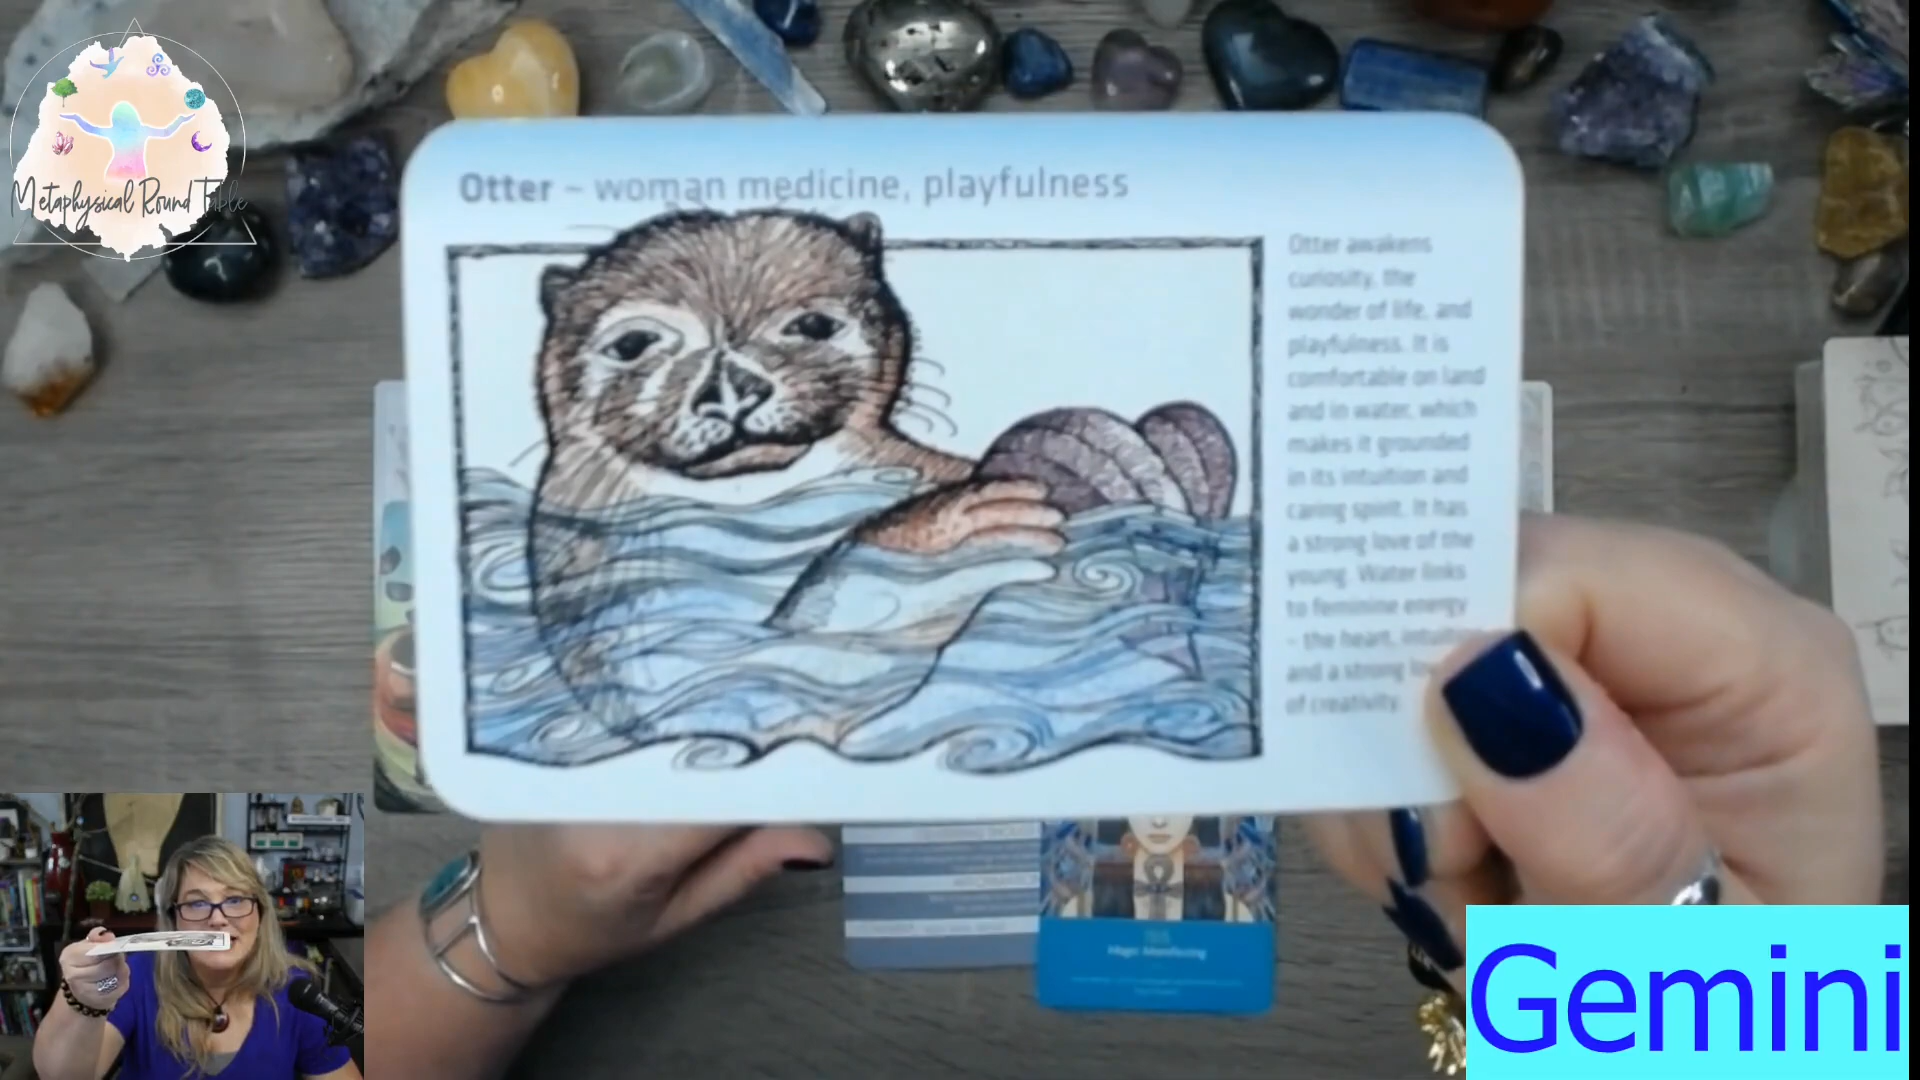 Metaphysical Round Table
Otter – woman medicine, playfulness
Otter awakens
curiosity, the
wonder of life, and
playfulness. It is
comfortable on land
and in water, which
makes it grounded
in its intuition and
caring spirit. It has
a strong love of the
young. Water links
to feminine energy
– the heart,
and a strong
of creativity.
Magic Manifesting
Gemini